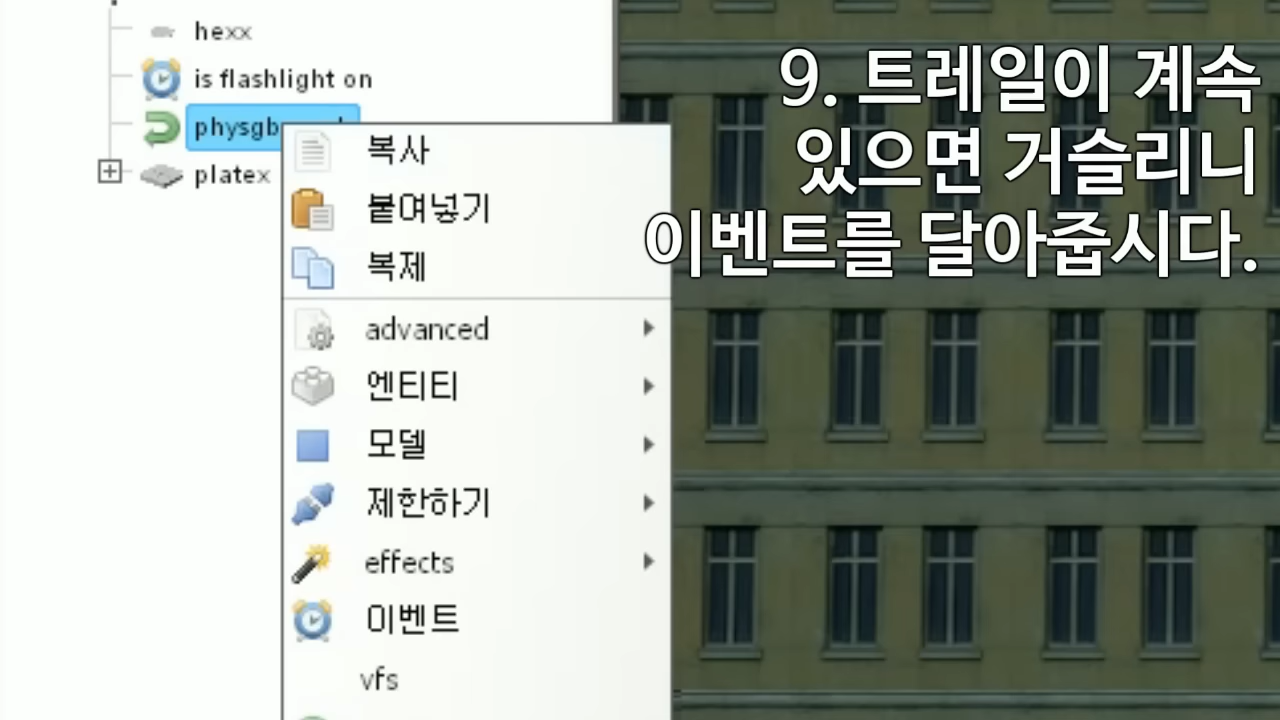 hexx
is flashlight on
platex
복사
붙여넣기
복제
advanced
엔티티
모델
제한하기
effects
이벤트
vfs
9. 트레일이 계속
있으면 거슬리니
이벤트를 달아줍시다.